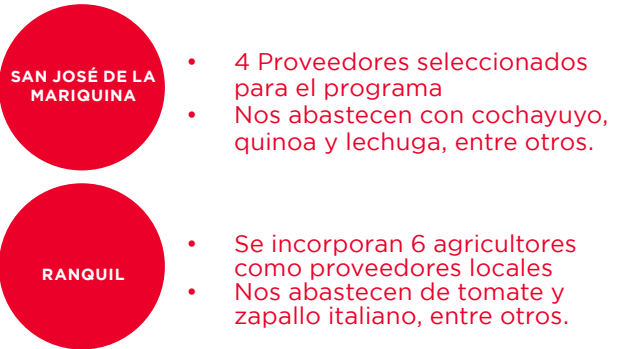 SAN JOSÉ DE LA
MARIQUINA
• 4 Proveedores seleccionados
para el programa
• Nos abastecen con cochayuyo,
quinoa y lechuga, entre otros.
RANQUIL
• Se incorporan 6 agricultores
como proveedores locales
• Nos abastecen de tomate y
zapallo italiano, entre otros.